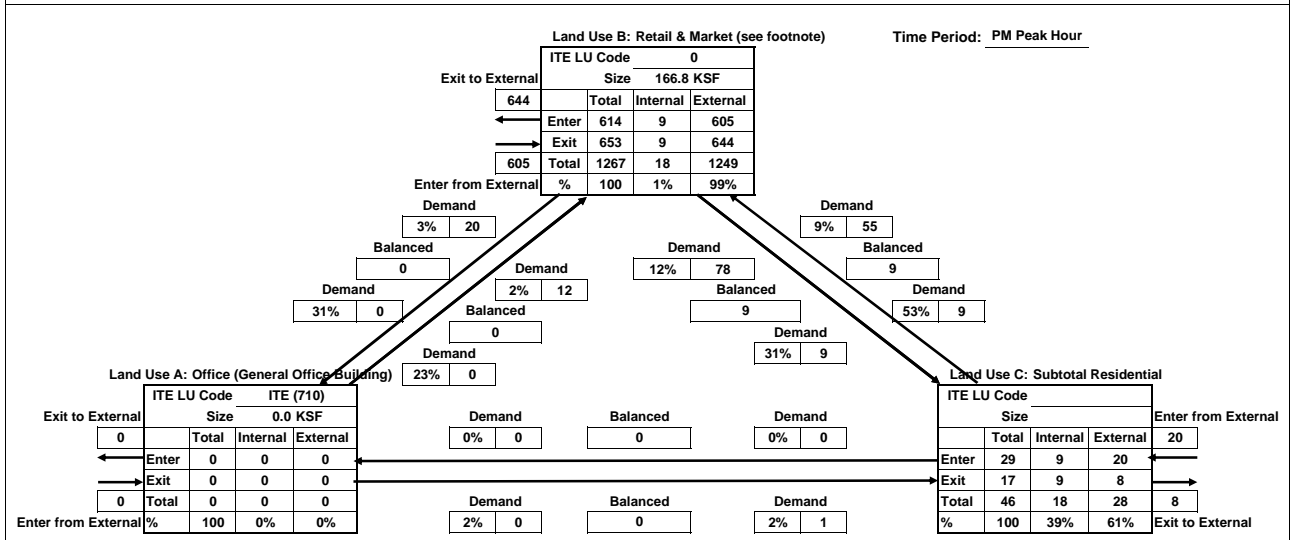 Land Use B: Retail & Market (see footnote)
Time Period: PM Peak Hour
ITE LU Code 0
Exit to External
Size 166.8 KSF
644
Total Internal External
Enter 614 9 605
Exit 653 9 644
605
Total 1267 18 1249
Enter from External
% 100 1% 99%
Demand
3% 20
Demand
9% 55
Balanced
0
Demand
12% 78
Balanced
9
Demand
2% 12
Demand
31% 0
Balanced
9
Demand
53% 9
Balanced
0
Demand
31% 9
Demand
23% 0
Land Use A: Office (General Office Building)
Land Use C: Subtotal Residential
ITE LU Code ITE (710)
Exit to External
Size 0.0 KSF
0
Total Internal External
Enter 0 0 0
Exit 0 0 0
0
Total 0 0 0
Enter from External
% 100 0% 0%
Demand Balanced Demand
0% 0 0 0% 0
Demand Balanced Demand
2% 0 0 2% 1
ITE LU Code
Size
Enter from External
Total Internal External
20
Enter 29 9 20
Exit 17 9 8
Total 46 18 28
8
% 100 39% 61%
Exit to External